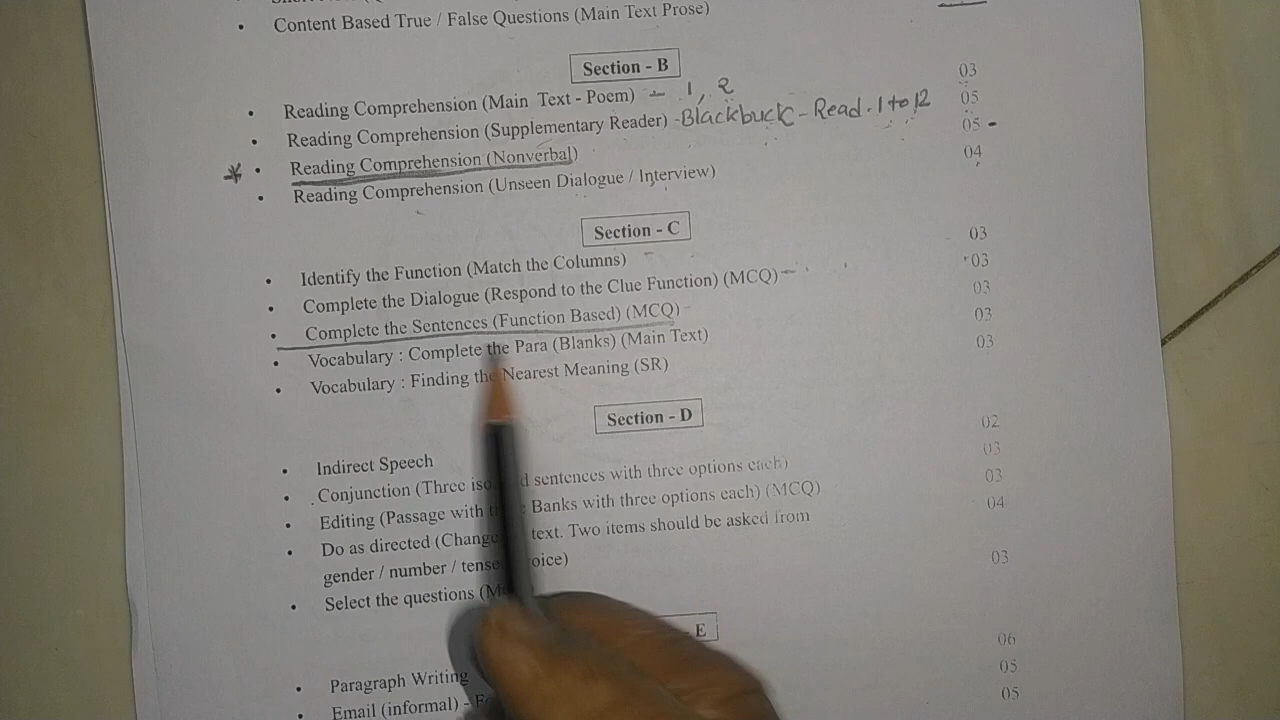 • Content Based True / False Questions (Main Text Prose)
Section - B
• Reading Comprehension (Main Text - Poem) - 1, 2 03
• Reading Comprehension (Supplementary Reader) - Blackbuck - Read. 1 to 12 05
* • Reading Comprehension (Nonverbal) 05 -
• Reading Comprehension (Unseen Dialogue / Interview) 04
Section - C
• Identify the Function (Match the Columns) 03
• Complete the Dialogue (Respond to the Clue Function) (MCQ) 03
• Complete the Sentences (Function Based) (MCQ) 03
• Vocabulary : Complete the Para (Blanks) (Main Text) 03
• Vocabulary : Finding the Nearest Meaning (SR) 03
Section - D
• Indirect Speech 02
• Conjunction (Three sentences with three options each) 03
• Editing (Passage with Banks with three options each) (MCQ) 03
• Do as directed (Change text. Two items should be asked from 04
gender / number / tense
• Select the questions 03
E
• Paragraph Writing 06
• Email (informal) - 05
05